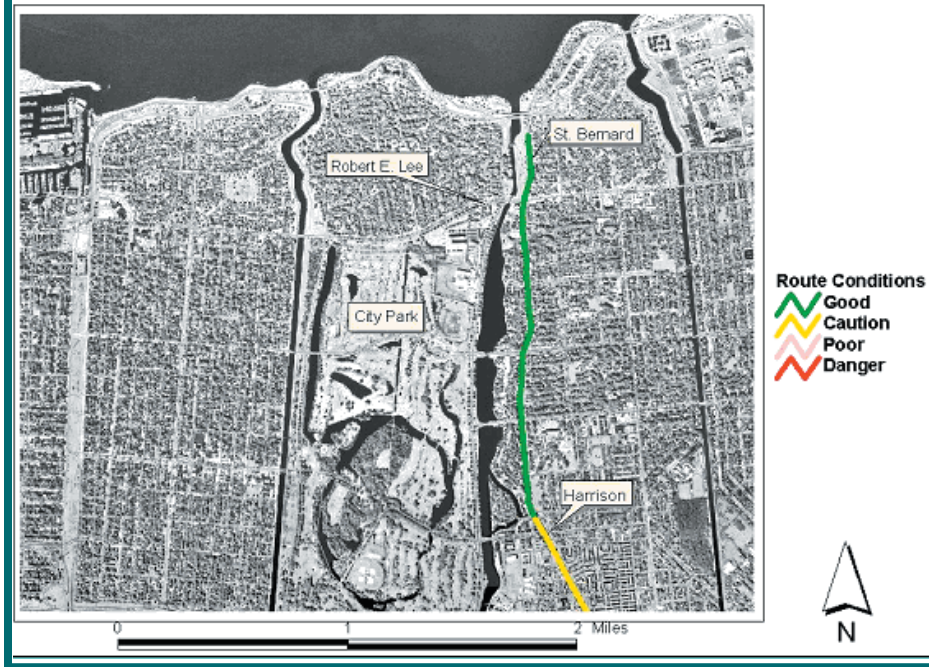 St. Bernard
Robert E. Lee
City Park
Harrison
Route Conditions
Good
Caution
Poor
Danger
0 1 2 Miles
N